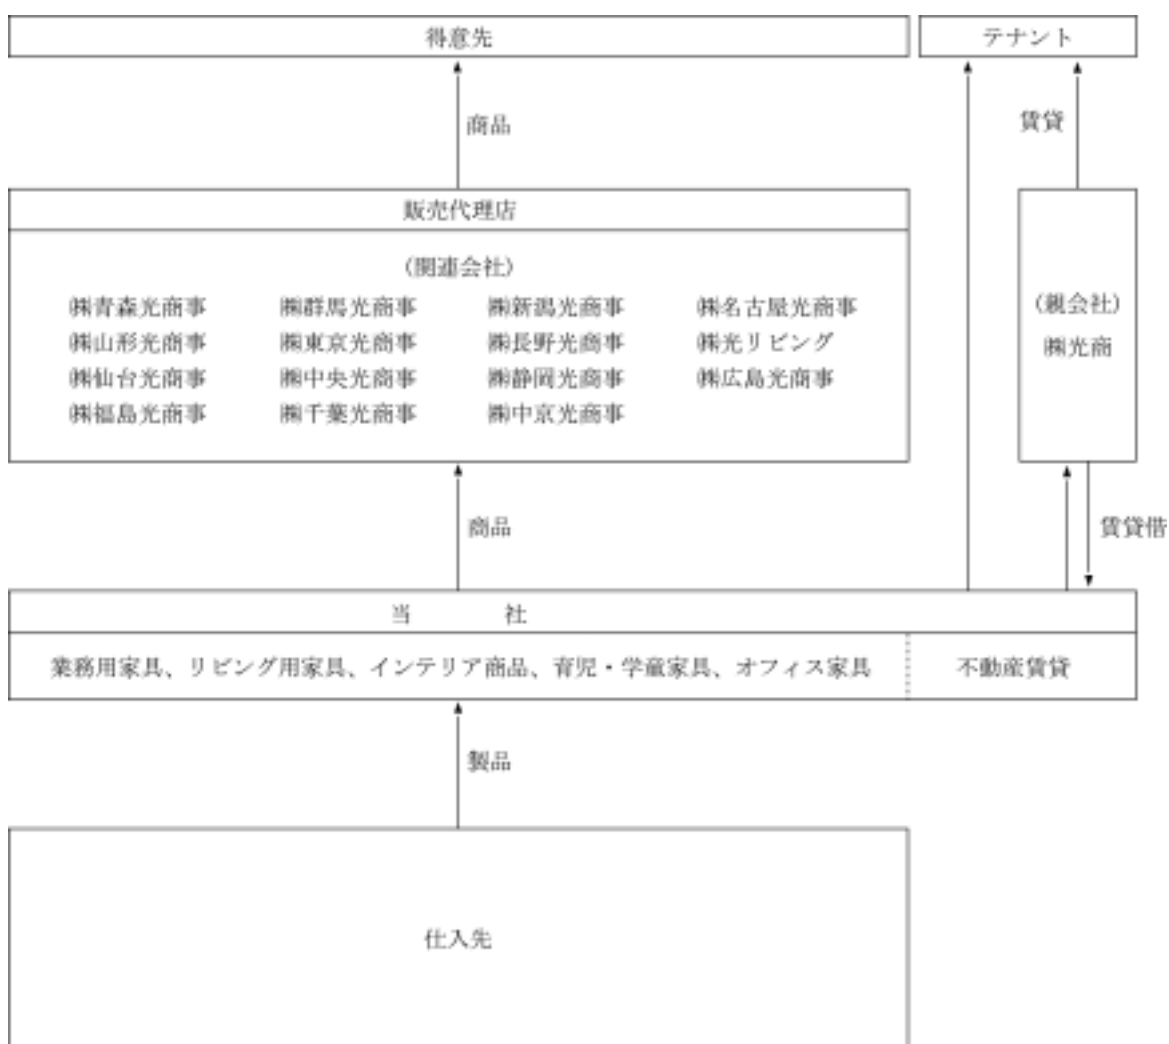 得意先
テナント
商品
賃貸
販売代理店
(関連会社)
㈱青森光商事 ㈱群馬光商事 ㈱新潟光商事 ㈱名古屋光商事
㈱山形光商事 ㈱東京光商事 ㈱長野光商事 ㈱光リビング
㈱仙台光商事 ㈱中央光商事 ㈱静岡光商事 ㈱広島光商事
㈱福島光商事 ㈱千葉光商事 ㈱中京光商事
(親会社)
㈱光商
商品
賃貸借
当 社
業務用家具、リビング用家具、インテリア商品、育児・学童家具、オフィス家具
不動産賃貸
製品
仕入先